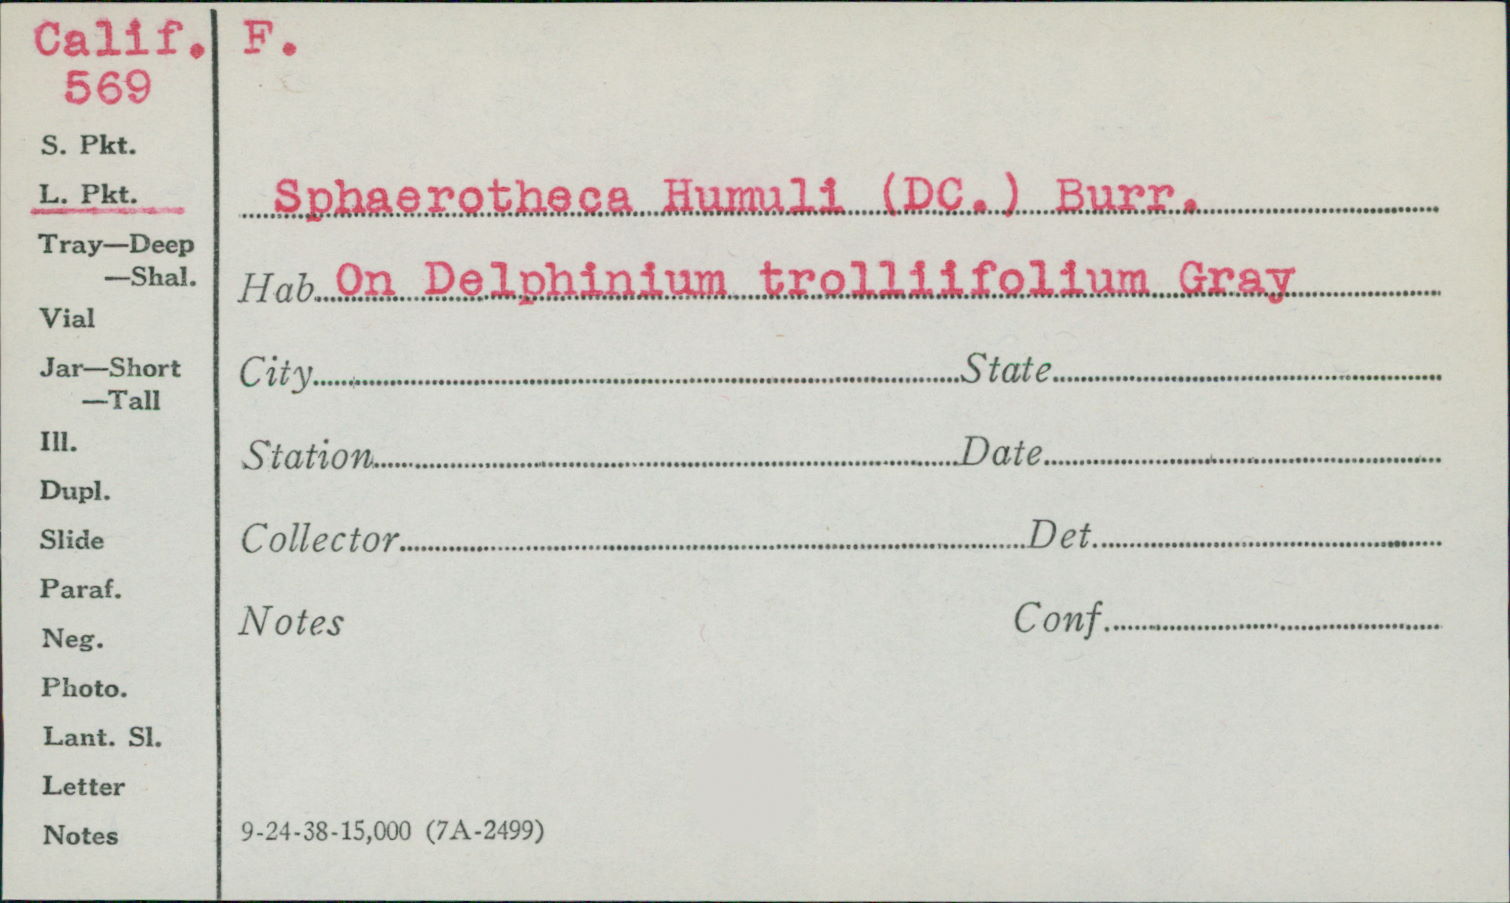 Calif. F.
569
S. Pkt.
L. Pkt.
Sphaerotheca Humuli (DC.) Burr.
Tray—Deep
—Shal.
Hab. On Delphinium trolliifolium Gray
Vial
Jar—Short
—Tall
City State
Ill.
Station Date
Dupl.
Slide
Collector Det.
Paraf.
Neg.
Notes Conf.
Photo.
Lant. Sl.
Letter
Notes
9-24-38-15,000 (7A-2499)